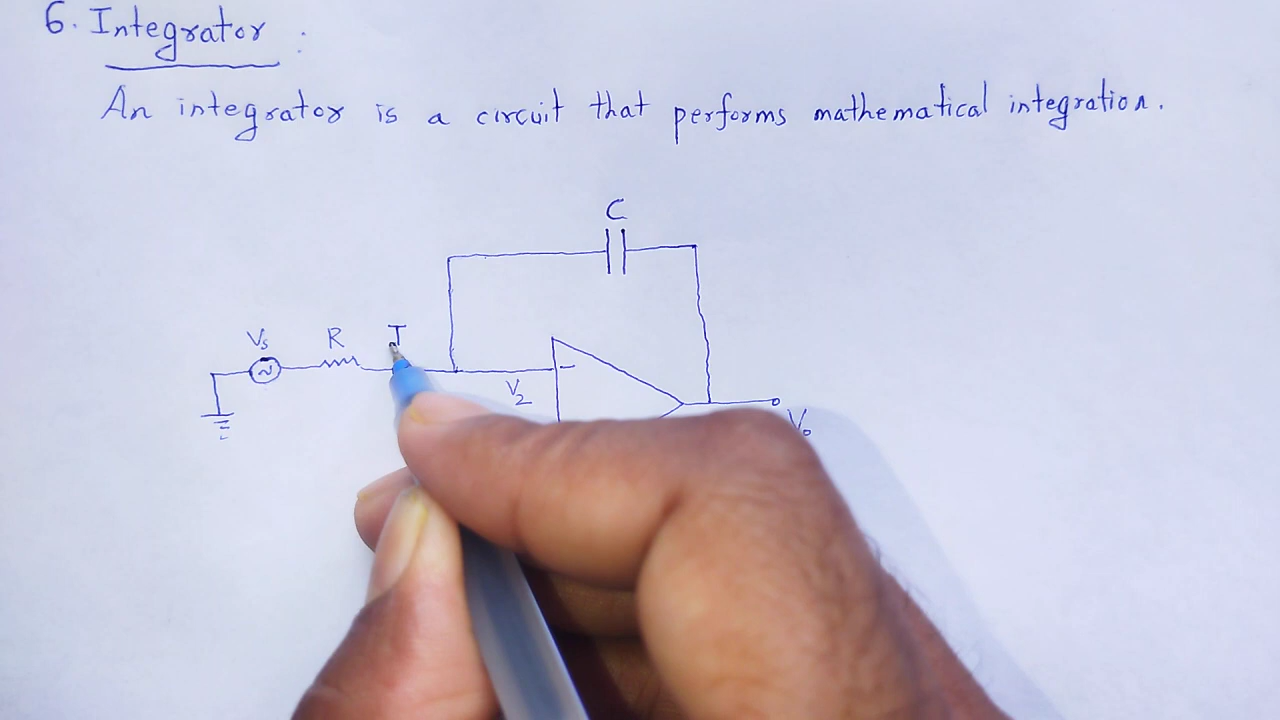 6. Integrator :
An integrator is a circuit that performs mathematical integration.
C
Vs R I
V2
Vo